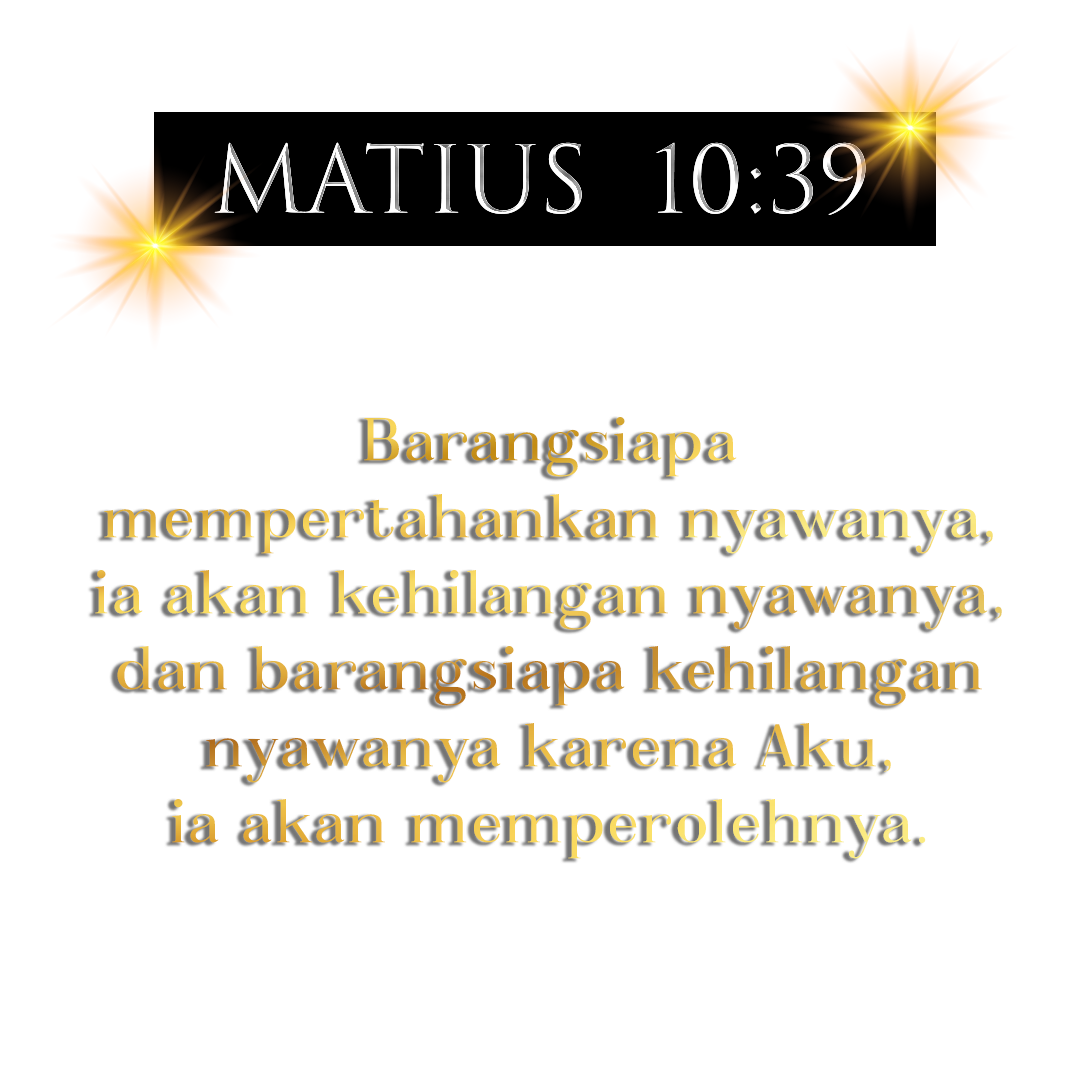 MATIUS 10:39
Barangsiapa
mempertahankan nyawanya,
ia akan kehilangan nyawanya,
dan barangsiapa kehilangan
nyawanya karena Aku,
ia akan memperolehnya.